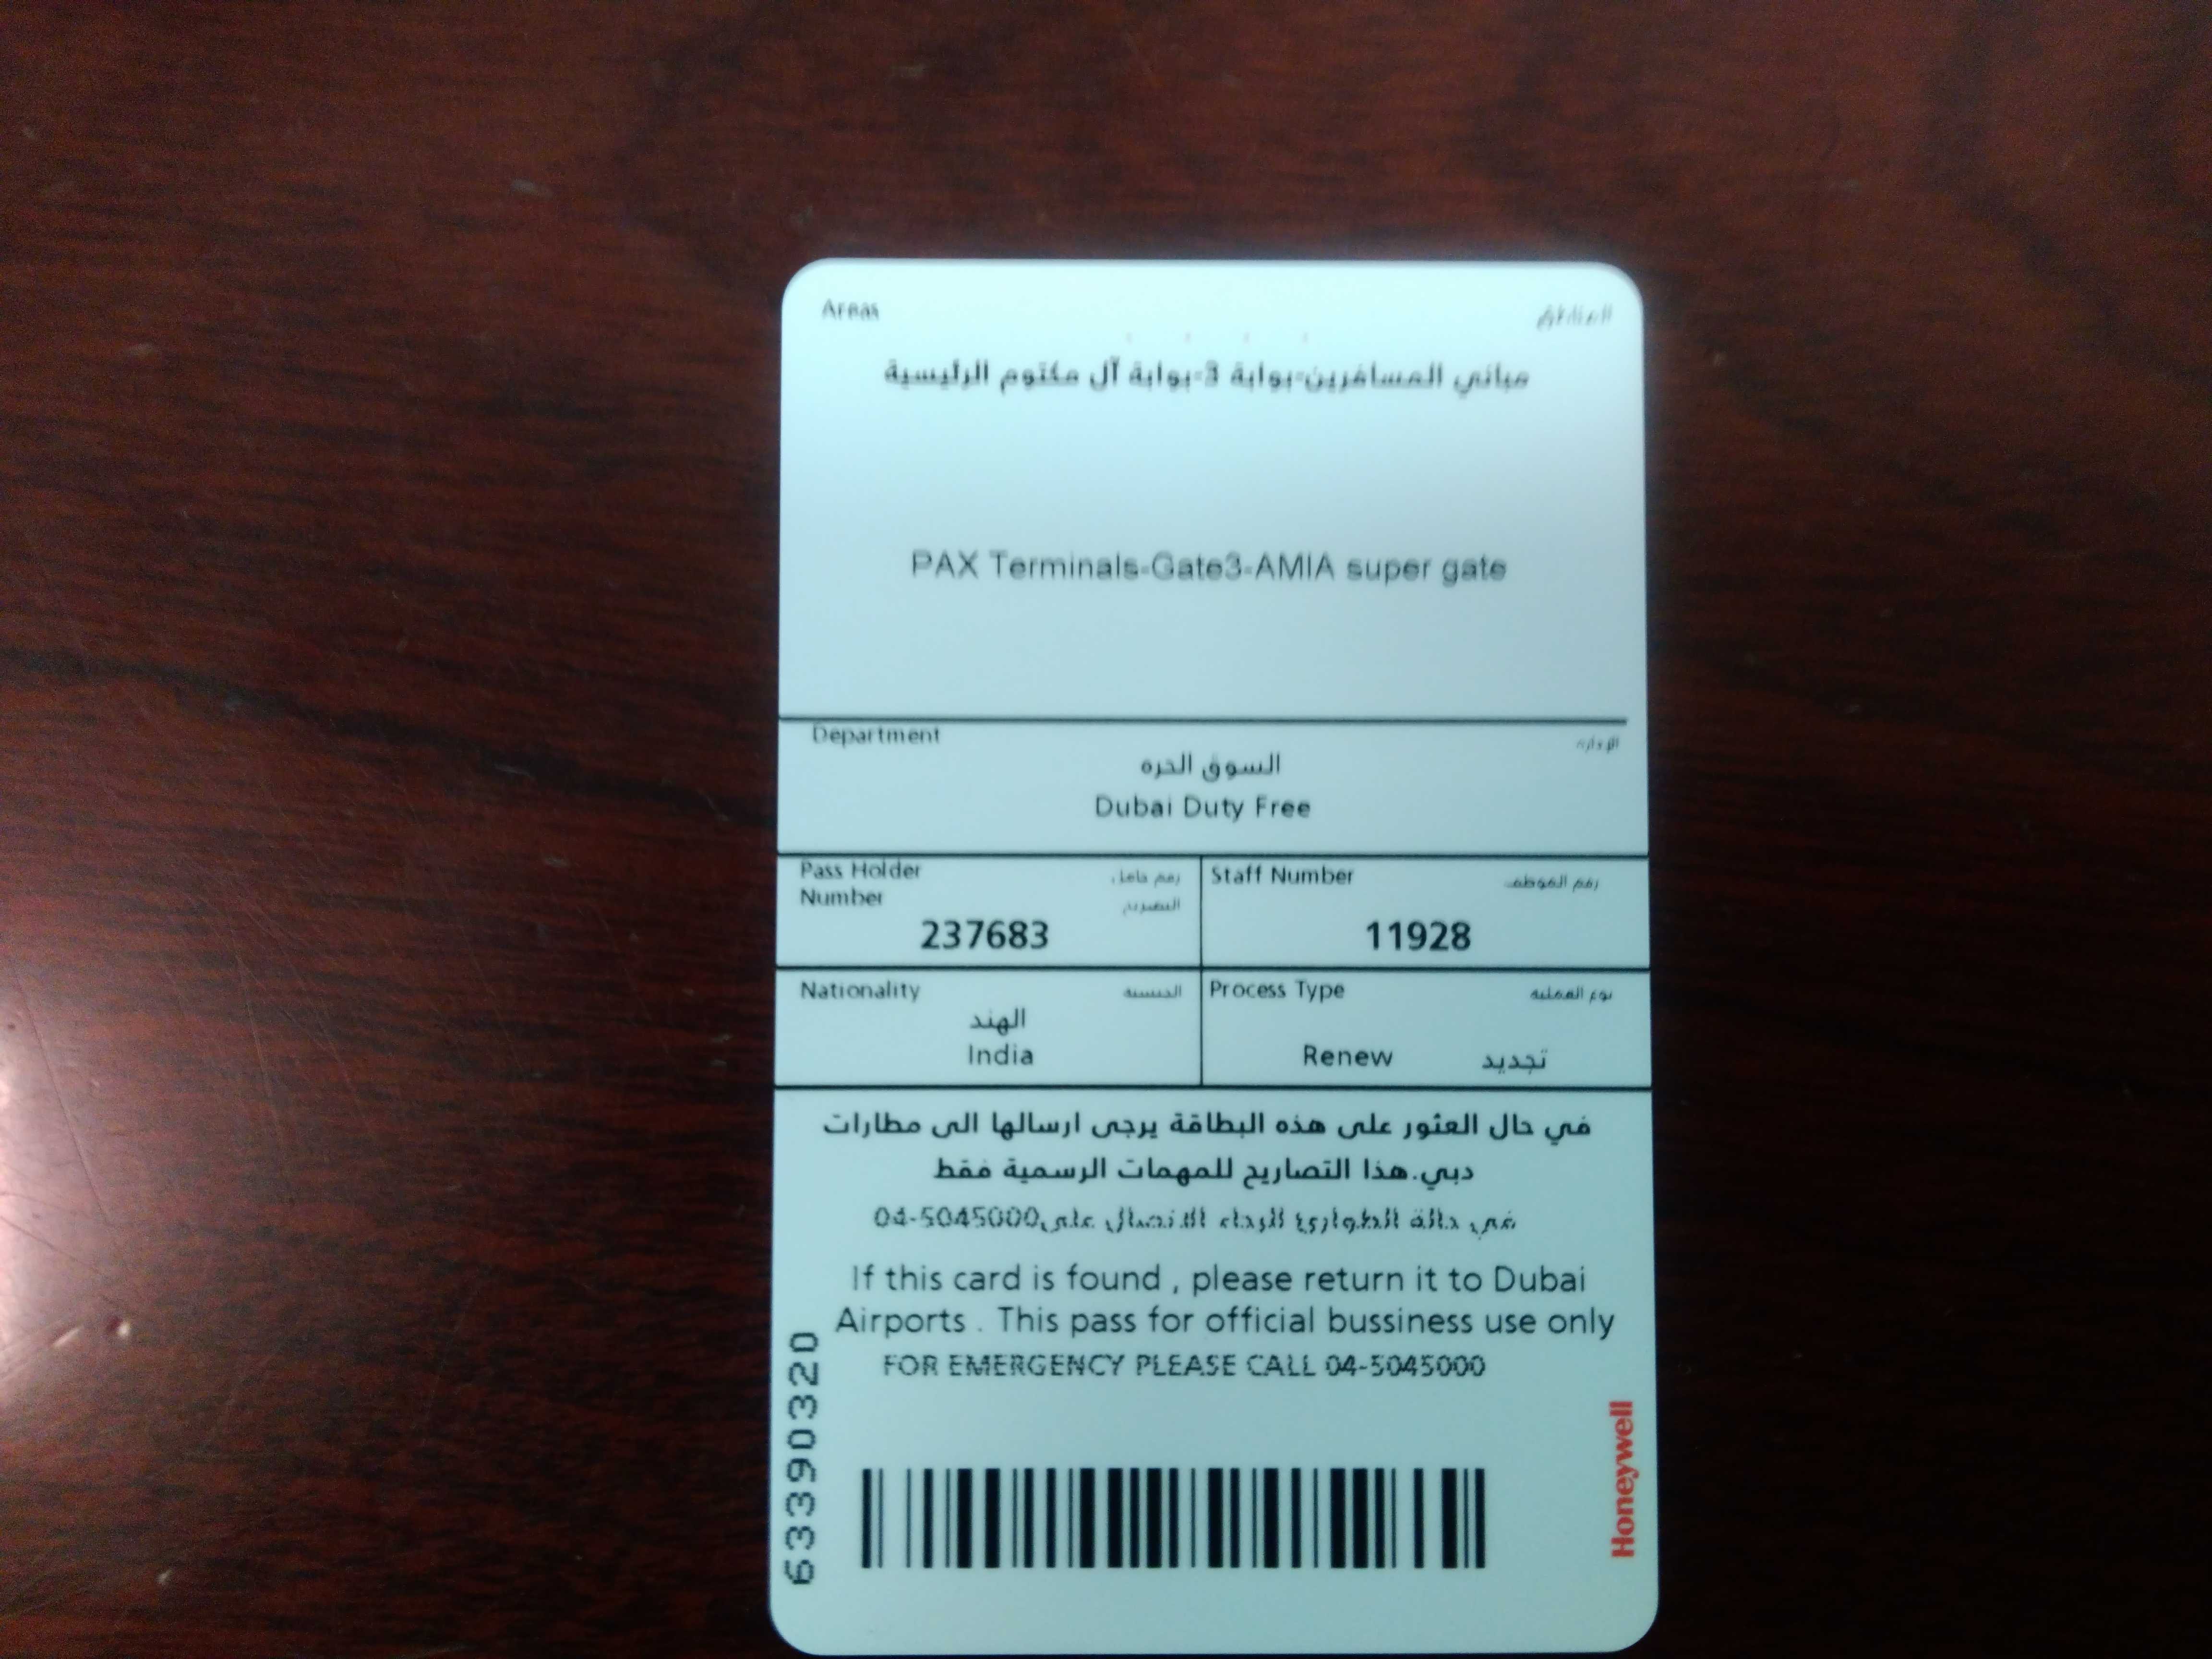 Areas المناطق
مباني المسافرين-بوابة 3-بوابة آل مكتوم الرئيسية
PAX Terminals-Gate3-AMIA super gate
Department الإدارة
السوق الحره
Dubai Duty Free
Pass Holder Number رقم حامل التصريح
237683
Staff Number رقم الموظف
11928
Nationality الجنسية
الهند
India
Process Type نوع العملية
Renew تجديد
في حال العثور على هذه البطاقة يرجى ارسالها الى مطارات
دبي.هذا التصاريح للمهمات الرسمية فقط
في حالة الطوارئ الرجاء الاتصال على04-5045000
If this card is found , please return it to Dubai
Airports . This pass for official bussiness use only
FOR EMERGENCY PLEASE CALL 04-5045000
633390320
Honeywell